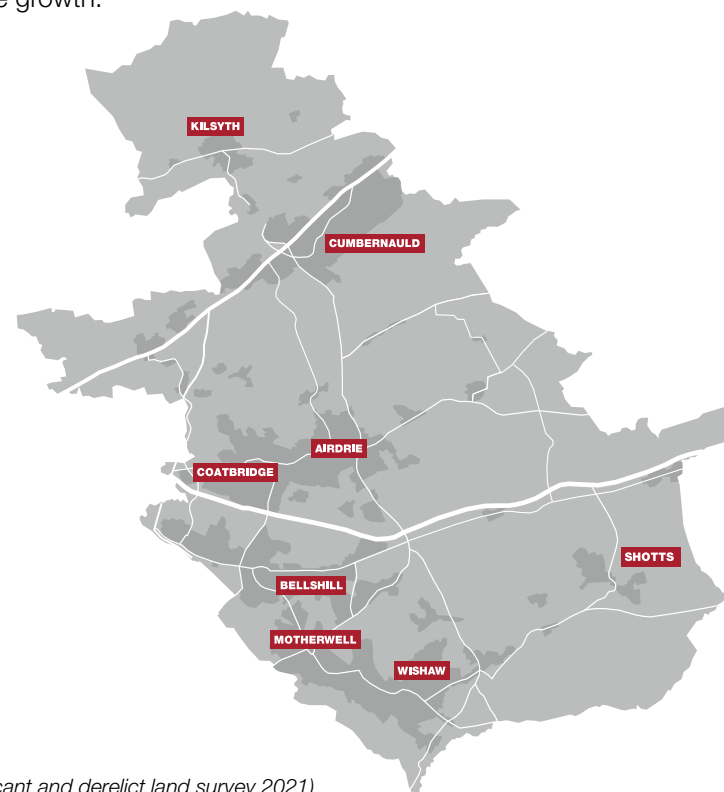 e growth.
KILSYTH
CUMBERNAULD
AIRDRIE
COATBRIDGE
SHOTTS
BELLSHILL
MOTHERWELL
WISHAW
cant and derelict land survey 2021)